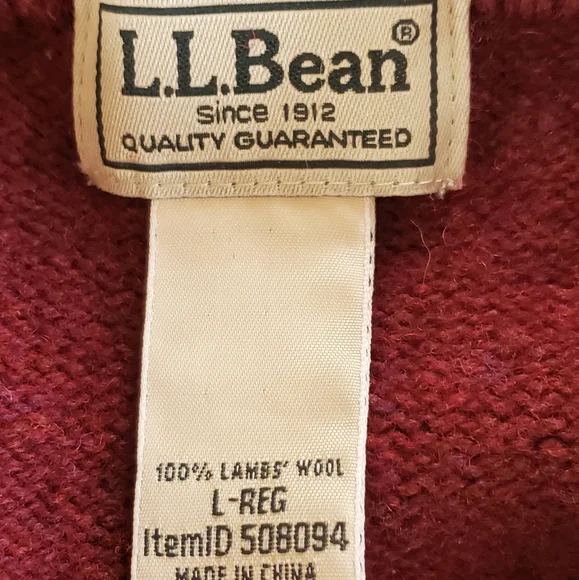 L.L.Bean®
Since 1912
QUALITY GUARANTEED
100% LAMBS' WOOL
L-REG
ItemID 508094
MADE IN CHINA